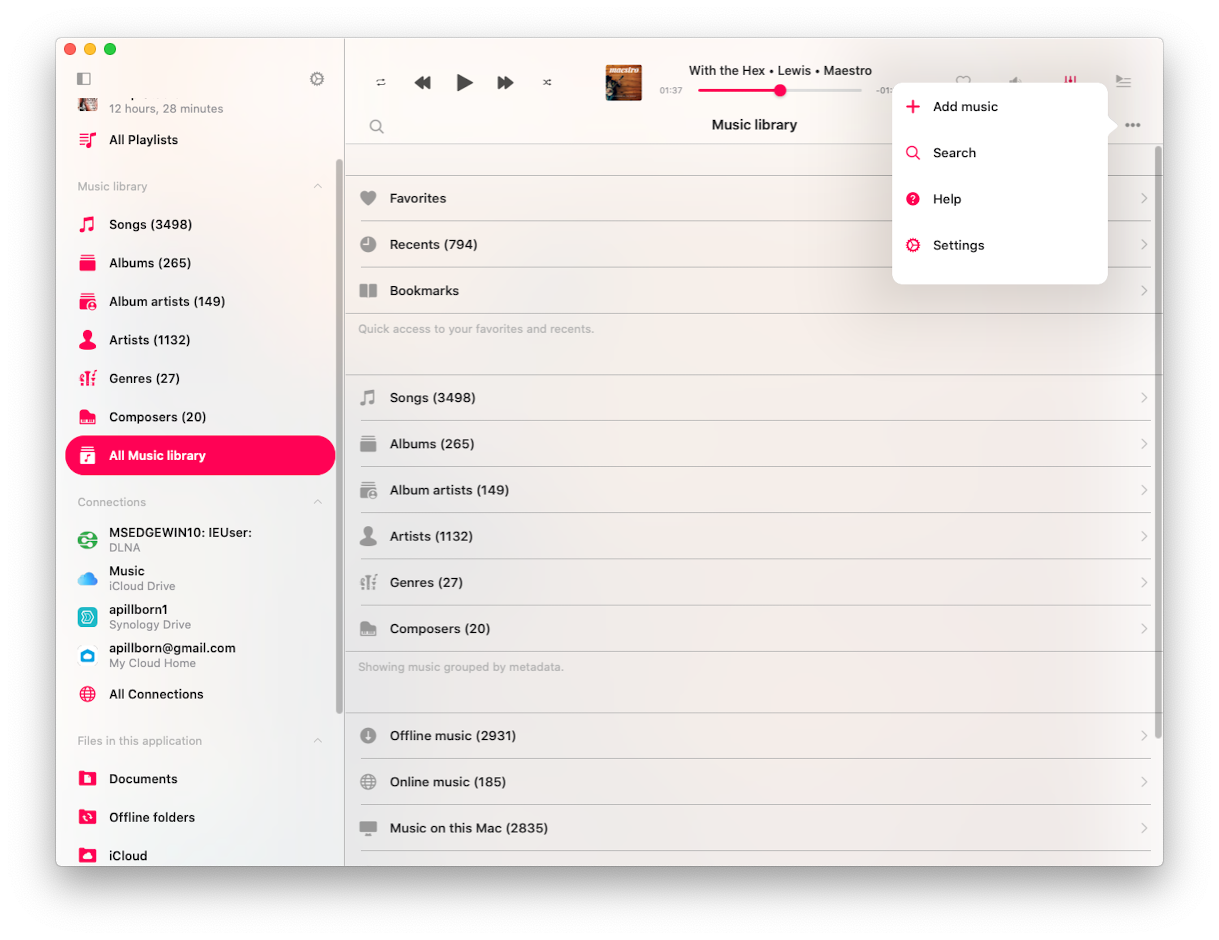 12 hours, 28 minutes
All Playlists
Music library
Songs (3498)
Albums (265)
Album artists (149)
Artists (1132)
Genres (27)
Composers (20)
All Music library
Connections
MSEDGEWIN10: IEUser:
DLNA
Music
iCloud Drive
apillborn1
Synology Drive
apillborn@gmail.com
My Cloud Home
All Connections
Files in this application
Documents
Offline folders
iCloud
maestro
With the Hex • Lewis • Maestro
01:37
-01:
Music library
Add music
Search
Help
Settings
Favorites
Recents (794)
Bookmarks
Quick access to your favorites and recents.
Songs (3498)
Albums (265)
Album artists (149)
Artists (1132)
Genres (27)
Composers (20)
Showing music grouped by metadata.
Offline music (2931)
Online music (185)
Music on this Mac (2835)